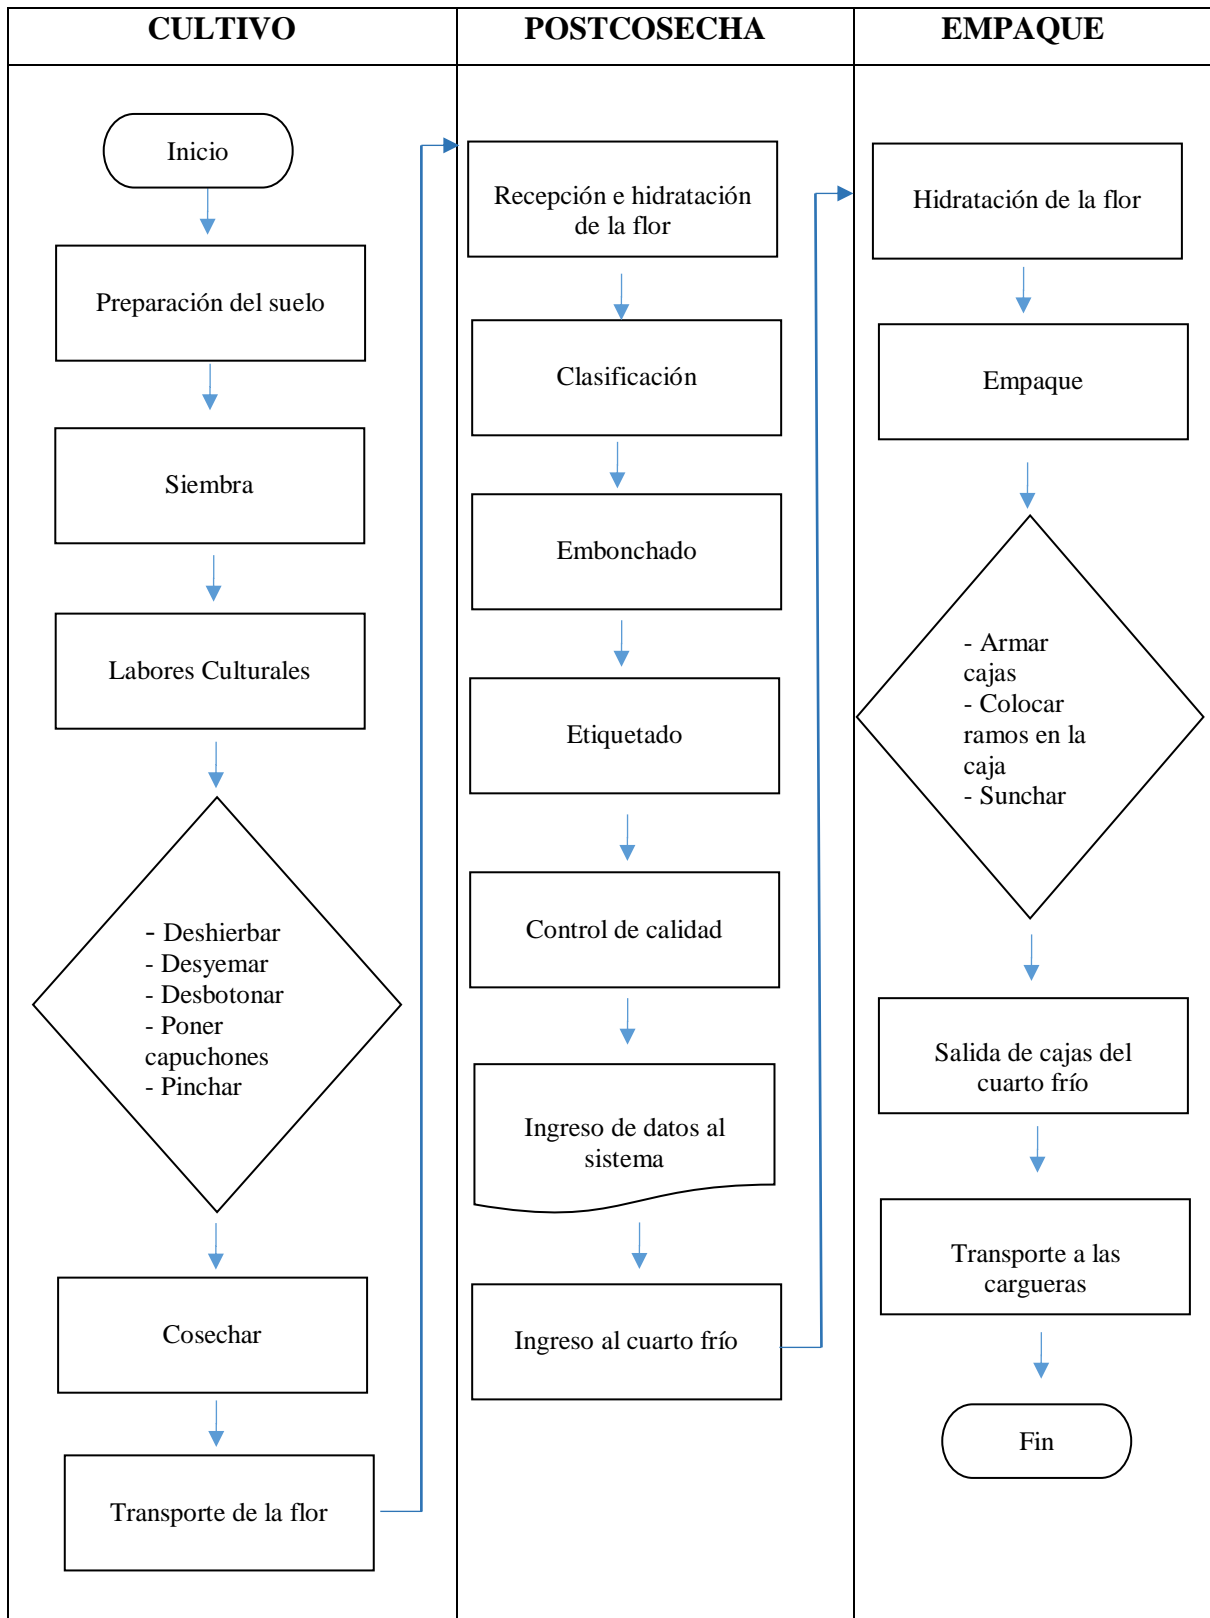 CULTIVO
Inicio
Preparación del suelo
Siembra
Labores Culturales
- Deshierbar
- Desyemar
- Desbotonar
- Poner
capuchones
- Pinchar
Cosechar
Transporte de la flor
POSTCOSECHA
Recepción e hidratación
de la flor
Clasificación
Embonchado
Etiquetado
Control de calidad
Ingreso de datos al
sistema
Ingreso al cuarto frío
EMPAQUE
Hidratación de la flor
Empaque
- Armar
cajas
- Colocar
ramos en la
caja
- Sunchar
Salida de cajas del
cuarto frío
Transporte a las
cargueras
Fin